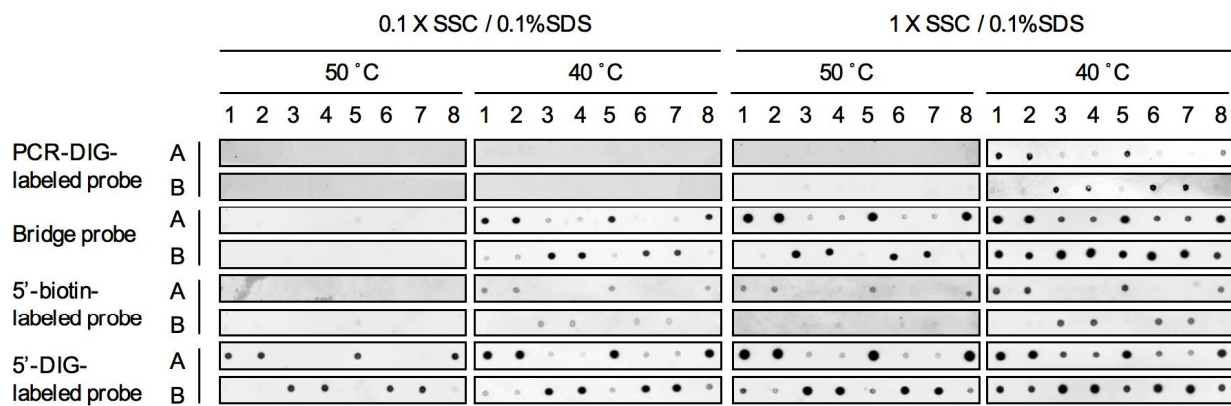 0.1 X SSC / 0.1%SDS 1 X SSC / 0.1%SDS
50 ˚C 40 ˚C 50 ˚C 40 ˚C
1 2 3 4 5 6 7 8 1 2 3 4 5 6 7 8 1 2 3 4 5 6 7 8 1 2 3 4 5 6 7 8
PCR-DIG-
labeled probe
A
B
Bridge probe
A
B
5'-biotin-
labeled probe
A
B
5'-DIG-
labeled probe
A
B